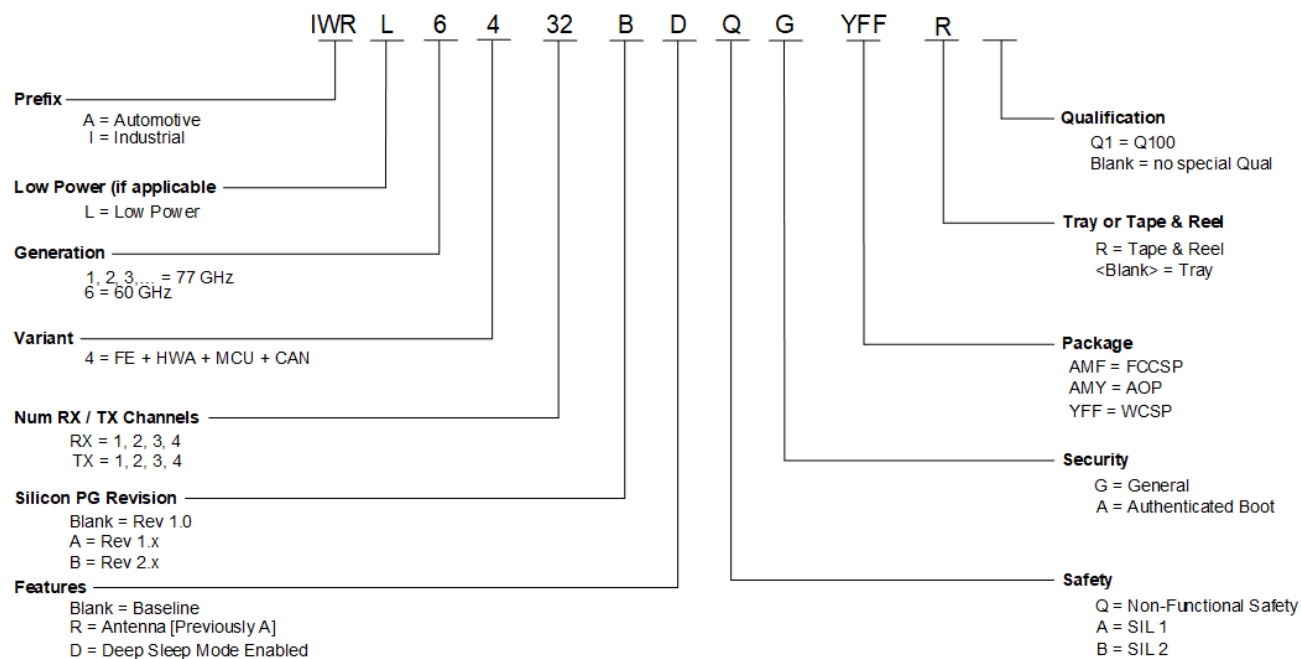 IWR L 6 4 32 B D Q G YFF R
Prefix
A = Automotive
I = Industrial
Low Power (if applicable
L = Low Power
Generation
1, 2, 3,... = 77 GHz
6 = 60 GHz
Variant
4 = FE + HWA + MCU + CAN
Num RX / TX Channels
RX = 1, 2, 3, 4
TX = 1, 2, 3, 4
Silicon PG Revision
Blank = Rev 1.0
A = Rev 1.x
B = Rev 2.x
Features
Blank = Baseline
R = Antenna [Previously A]
D = Deep Sleep Mode Enabled
Qualification
Q1 = Q100
Blank = no special Qual
Tray or Tape & Reel
R = Tape & Reel
<Blank> = Tray
Package
AMF = FCCSP
AMY = AOP
YFF = WCSP
Security
G = General
A = Authenticated Boot
Safety
Q = Non-Functional Safety
A = SIL 1
B = SIL 2